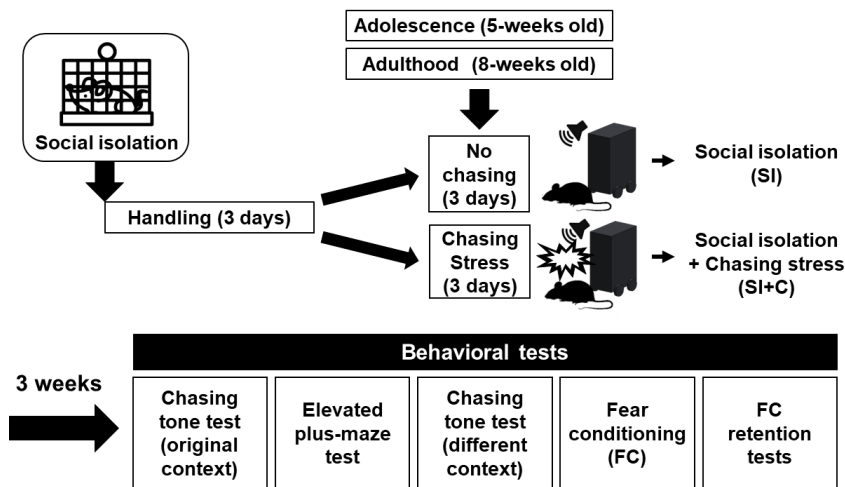 Adolescence (5-weeks old)
Adulthood (8-weeks old)
Social isolation
Handling (3 days)
No
chasing
(3 days)
Social isolation
(SI)
Chasing
Stress
(3 days)
Social isolation
+ Chasing stress
(SI+C)
3 weeks
Behavioral tests
Chasing
tone test
(original
context)
Elevated
plus-maze
test
Chasing
tone test
(different
context)
Fear
conditioning
(FC)
FC
retention
tests